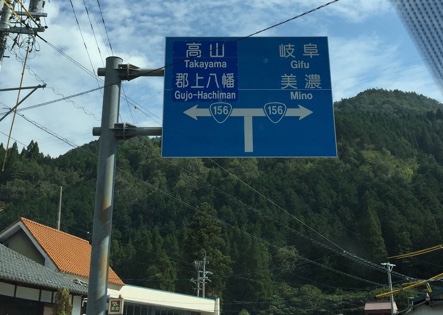 高山
Takayama
郡上八幡
Gujo-Hachiman
156
岐阜
Gifu
美濃
Mino
156